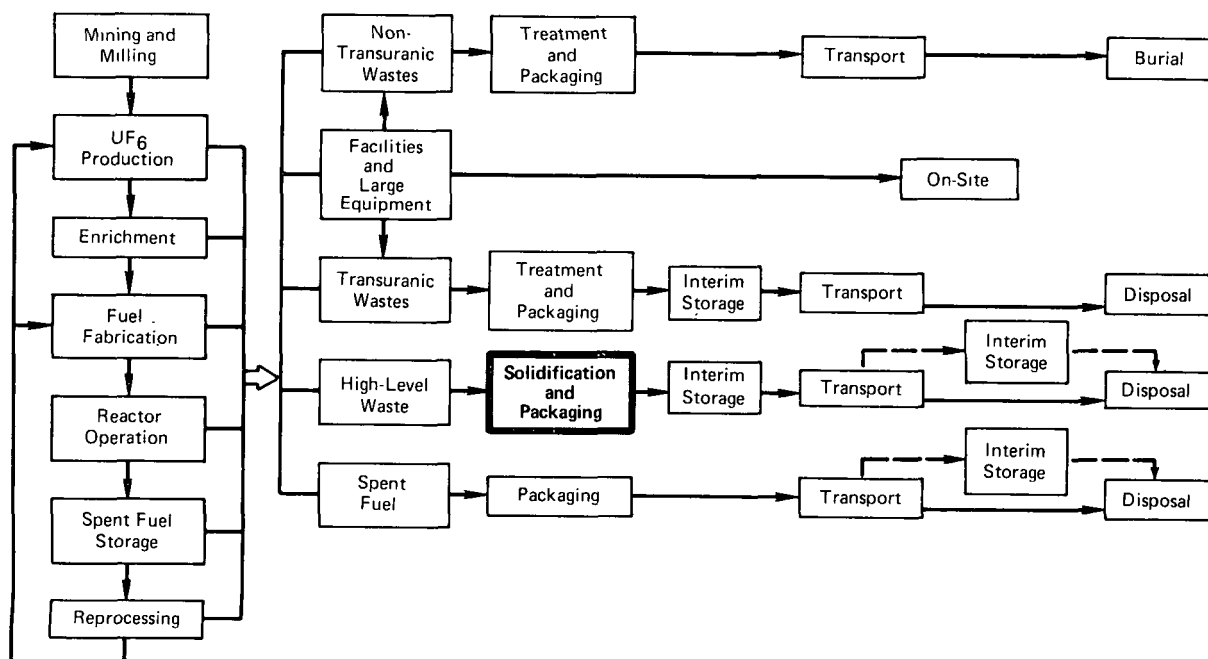 Mining and
Milling
UF6
Production
Enrichment
Fuel
Fabrication
Reactor
Operation
Spent Fuel
Storage
Reprocessing
Non-
Transuranic
Wastes
Treatment
and
Packaging
Transport
Burial
Facilities
and
Large
Equipment
On-Site
Transuranic
Wastes
Treatment
and
Packaging
Interim
Storage
Transport
Disposal
High-Level
Waste
Solidification
and
Packaging
Interim
Storage
Transport
Interim
Storage
Disposal
Spent
Fuel
Packaging
Transport
Interim
Storage
Disposal